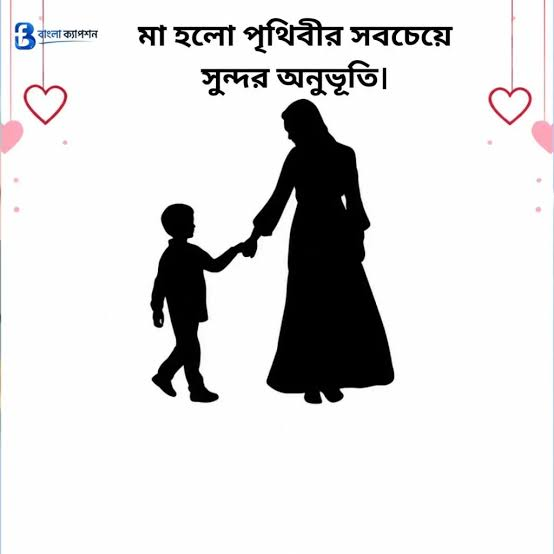 বাংলা ক্যাপশন
মা হলো পৃথিবীর সবচেয়ে
সুন্দর অনুভূতি।